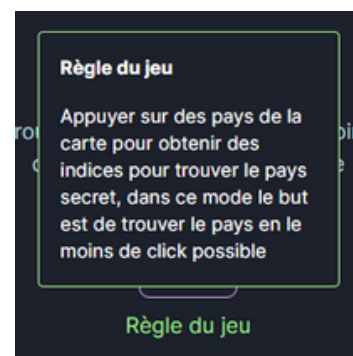 Règle du jeu
Appuyer sur des pays de la
carte pour obtenir des
indices pour trouver le pays
secret, dans ce mode le but
est de trouver le pays en le
moins de click possible
Règle du jeu